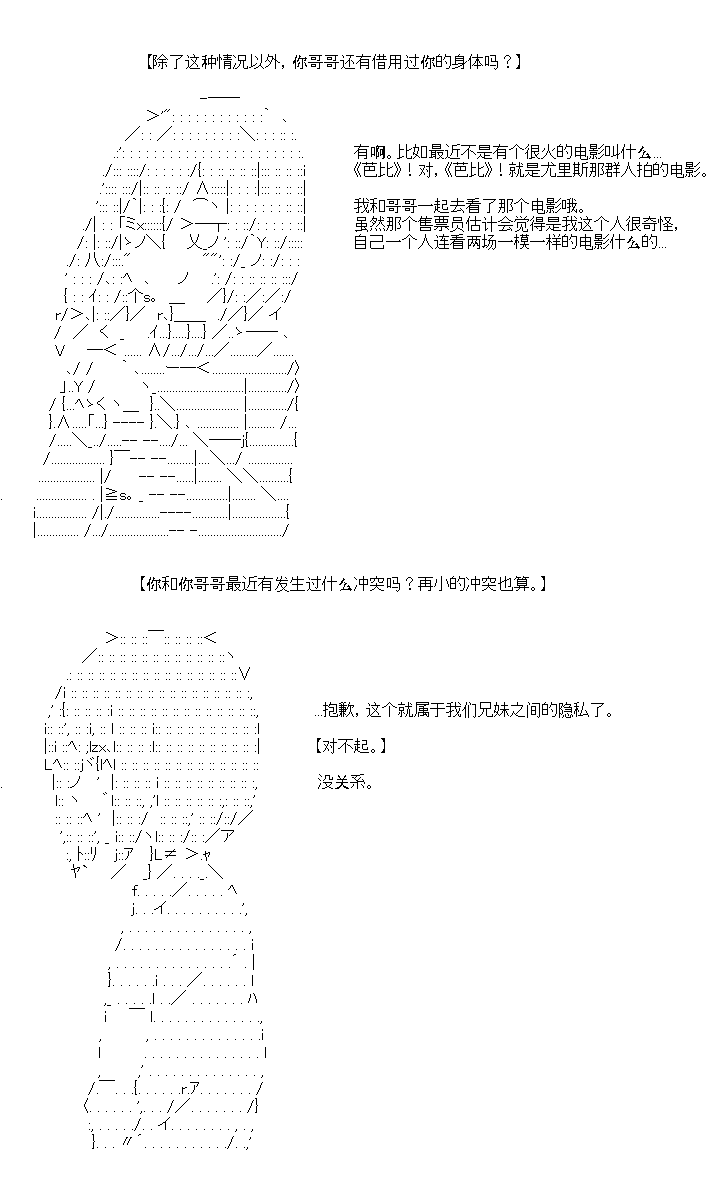 【除了这种情况以外，你哥哥还有借用过你的身体吗？】
有啊。比如最近不是有个很火的电影叫什么...
《芭比》！对，《芭比》！就是尤里斯那群人拍的电影。
我和哥哥一起去看了那个电影哦。
虽然那个售票员估计会觉得是我这个人很奇怪，
自己一个人连看两场一模一样的电影什么的...
【你和你哥哥最近有发生过什么冲突吗？再小的冲突也算。】
...抱歉，这个就属于我们兄妹之间的隐私了。
【对不起。】
没关系。